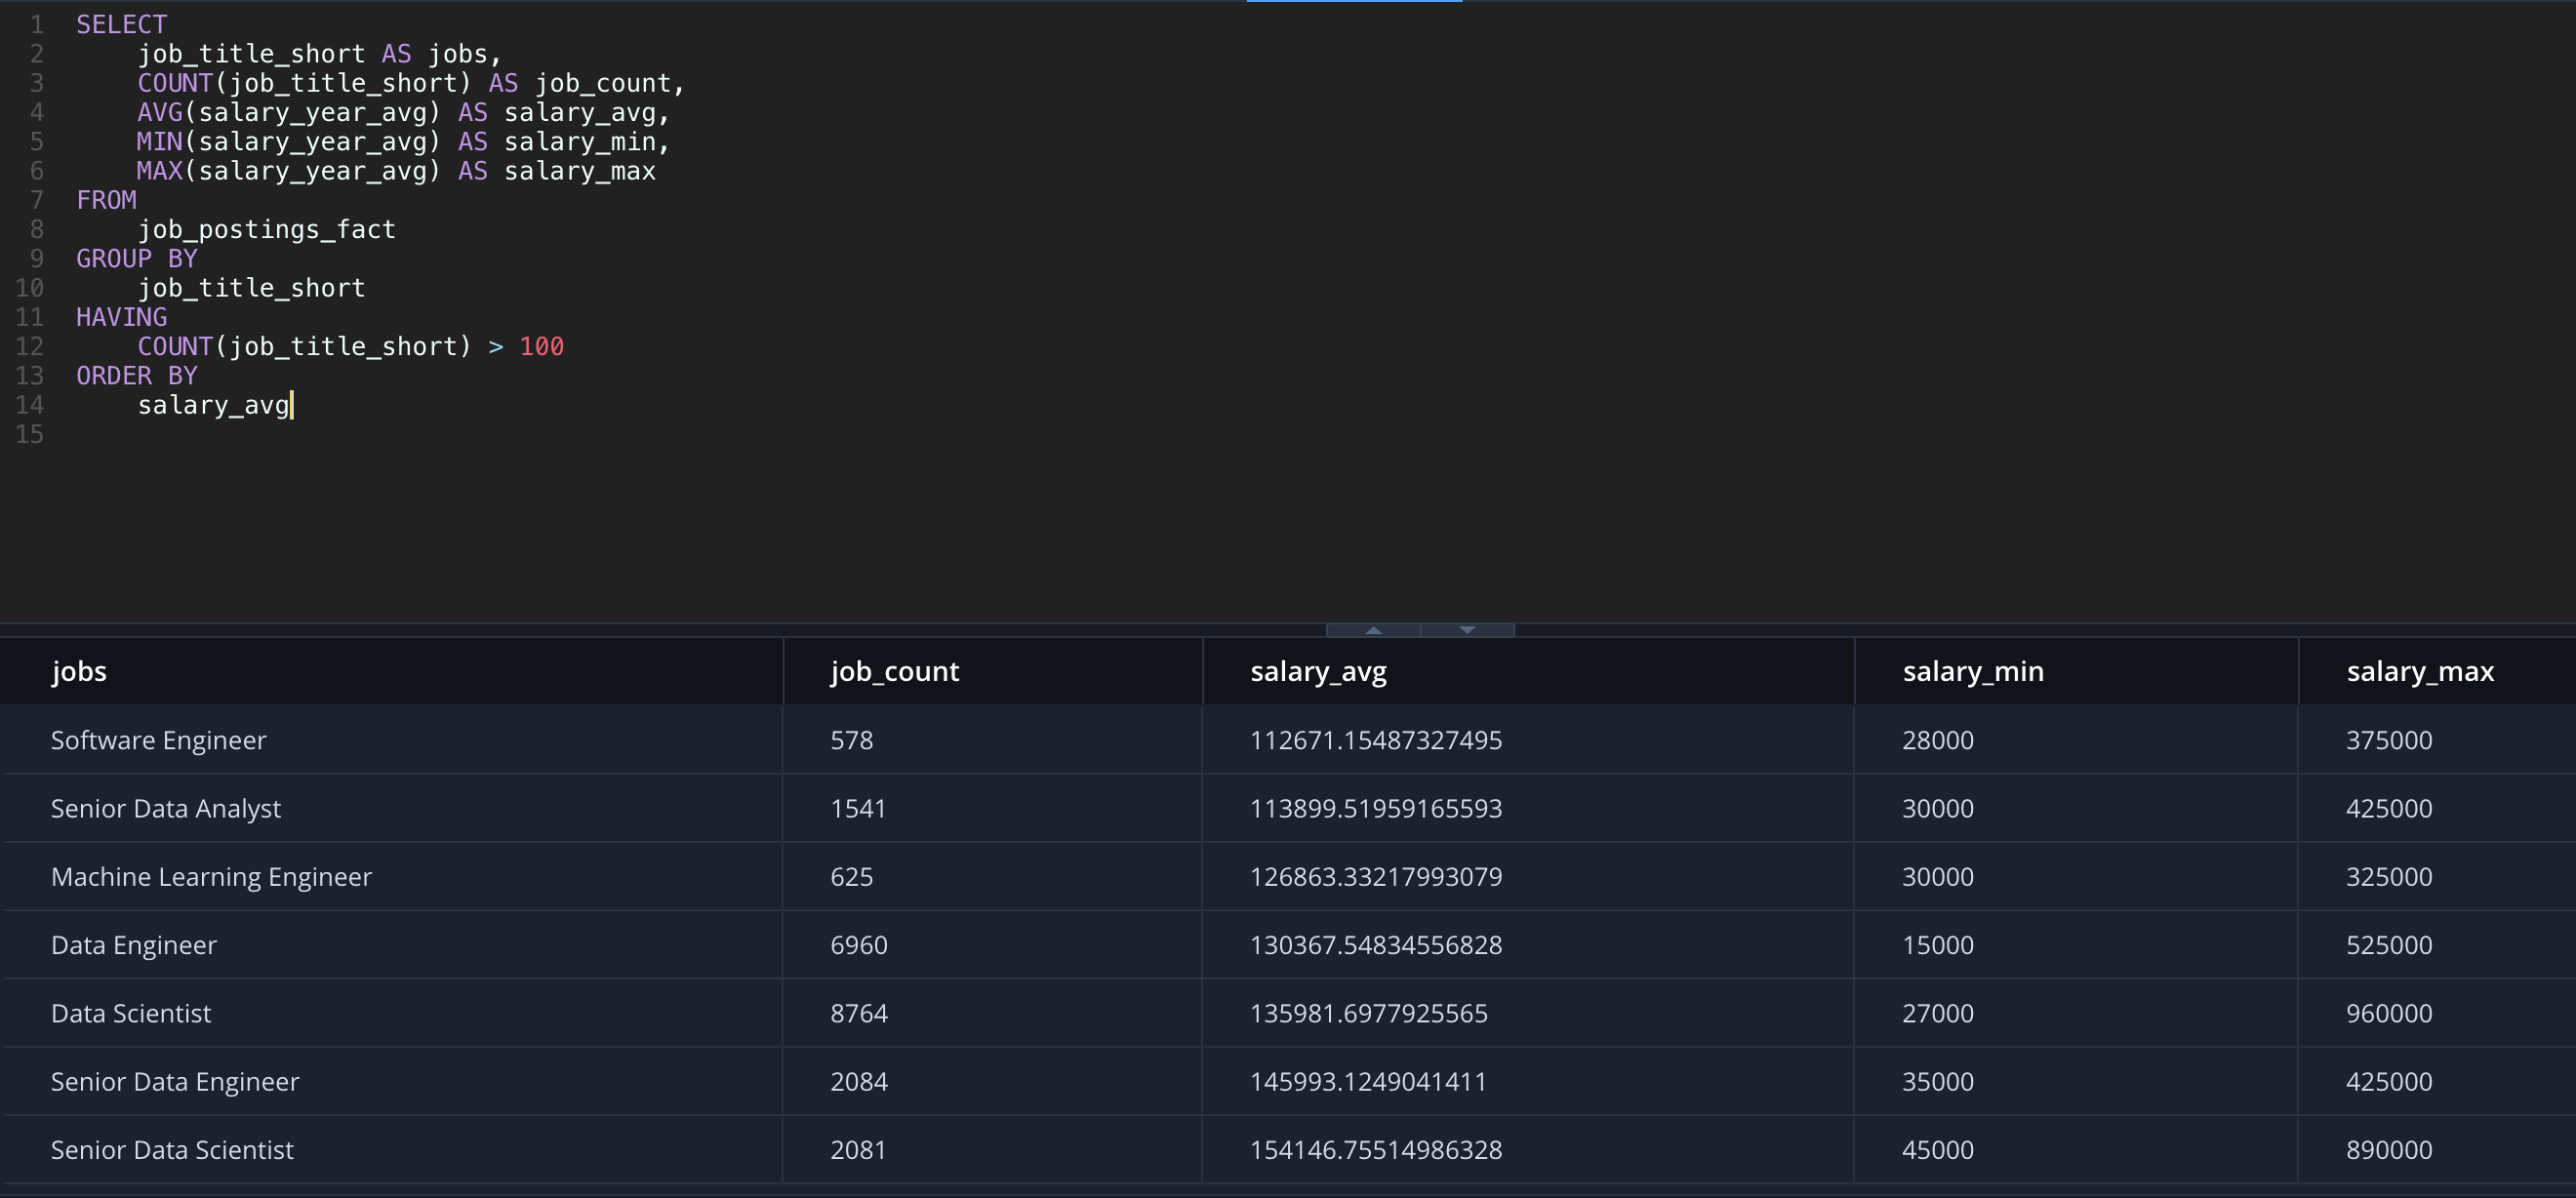 1 SELECT
2     job_title_short AS jobs,
3     COUNT(job_title_short) AS job_count,
4     AVG(salary_year_avg) AS salary_avg,
5     MIN(salary_year_avg) AS salary_min,
6     MAX(salary_year_avg) AS salary_max
7 FROM
8     job_postings_fact
9 GROUP BY
10     job_title_short
11 HAVING
12     COUNT(job_title_short) > 100
13 ORDER BY
14     salary_avg
15
jobs job_count salary_avg salary_min salary_max
Software Engineer 578 112671.15487327495 28000 375000
Senior Data Analyst 1541 113899.51959165593 30000 425000
Machine Learning Engineer 625 126863.33217993079 30000 325000
Data Engineer 6960 130367.54834556828 15000 525000
Data Scientist 8764 135981.6977925565 27000 960000
Senior Data Engineer 2084 145993.1249041411 35000 425000
Senior Data Scientist 2081 154146.75514986328 45000 890000